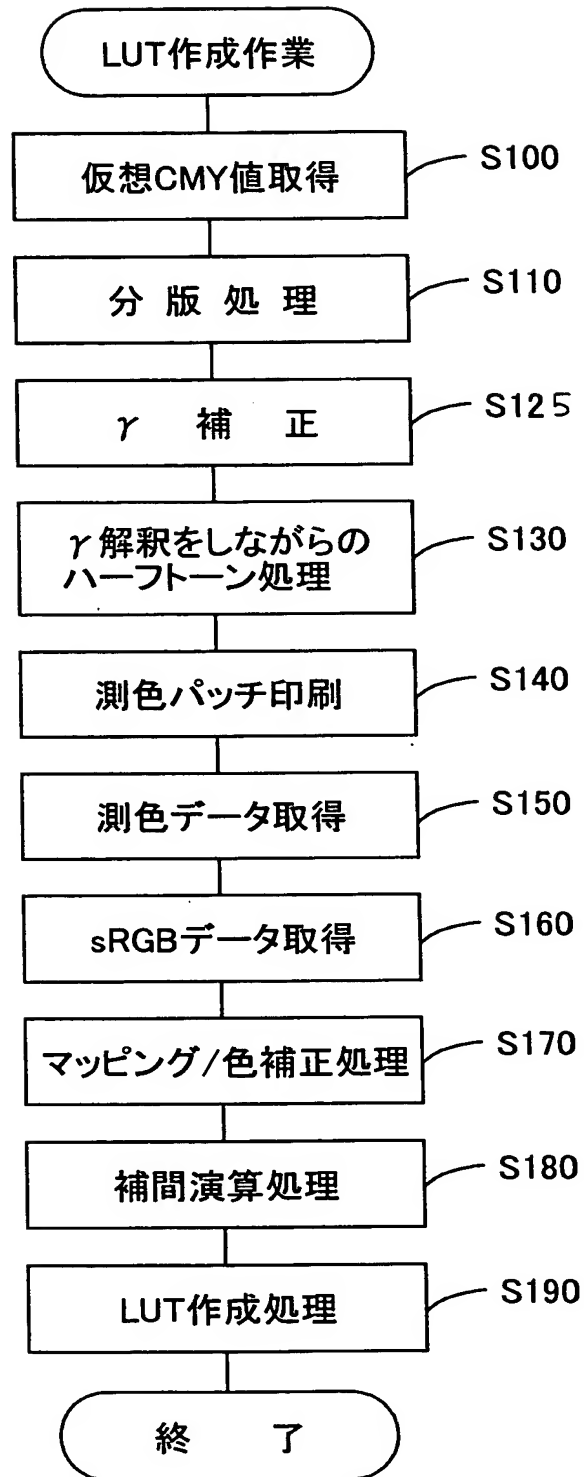 LUT作成作業
仮想CMY値取得
S100
分 版 処 理
S110
γ 補 正
S125
γ解釈をしながらの
ハーフトーン処理
S130
測色パッチ印刷
S140
測色データ取得
S150
sRGBデータ取得
S160
マッピング/色補正処理
S170
補間演算処理
S180
LUT作成処理
S190
終 了